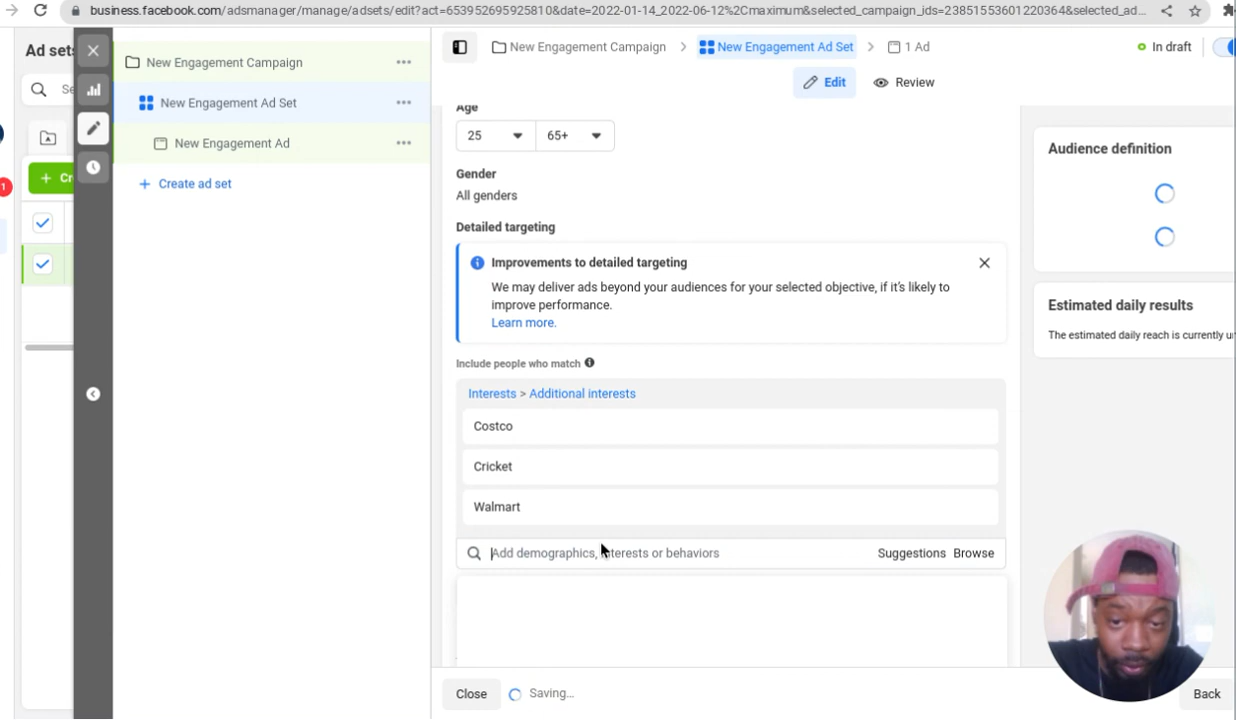 business.facebook.com/adsmanager/manage/adsets/edit?act=653952695925810&date=2022-01-14_2022-06-12%2Cmaximum&selected_campaign_ids=23851553601220364&selected_ad...
Ad sets
New Engagement Campaign
New Engagement Campaign > New Engagement Ad Set > 1 Ad
In draft
Edit
Review
Se
New Engagement Ad Set
New Engagement Ad
+ Cr
+ Create ad set
1
Age
25
65+
Gender
All genders
Detailed targeting
Improvements to detailed targeting
We may deliver ads beyond your audiences for your selected objective, if it's likely to
improve performance.
Learn more.
Include people who match
Interests > Additional interests
Costco
Cricket
Walmart
Add demographics, interests or behaviors
Suggestions Browse
Audience definition
Estimated daily results
The estimated daily reach is currently
Close
Saving...
Back